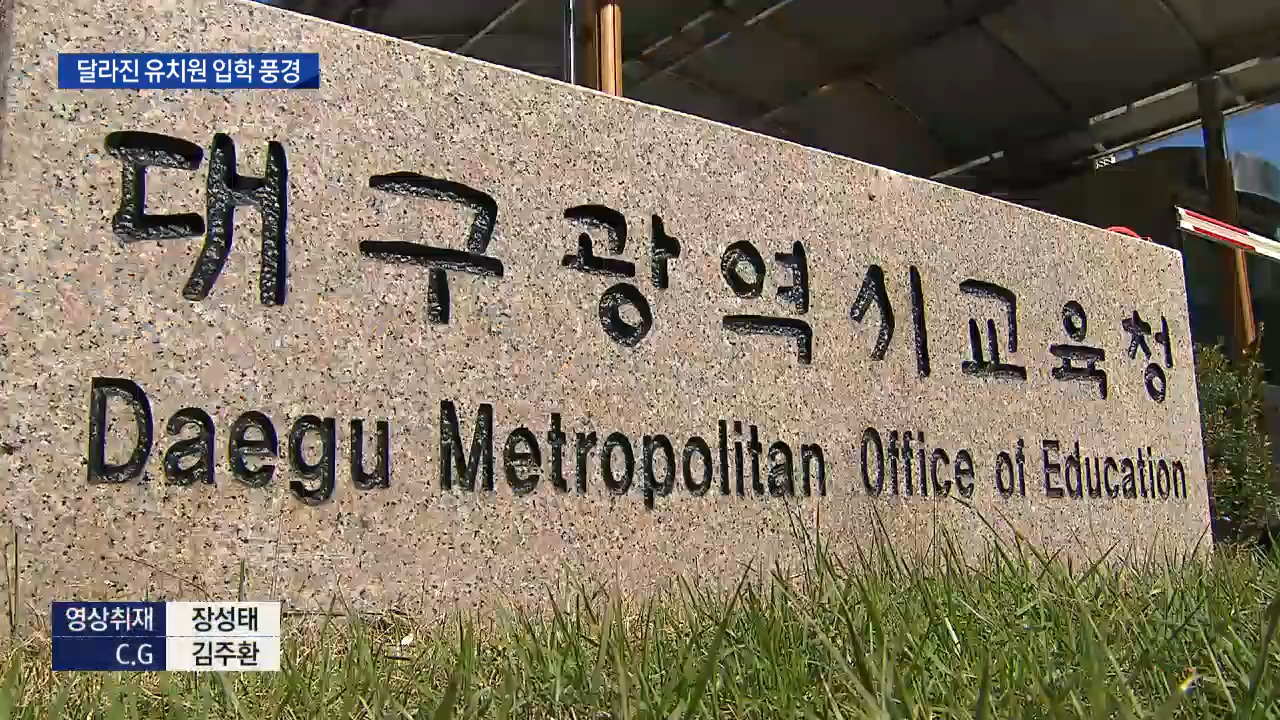 달라진 유치원 입학 풍경
대구광역시교육청
Daegu Metropolitan Office of Education
영상취재 장성태
C.G 김주환